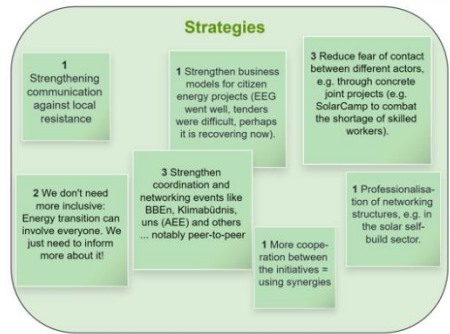 Strategies
1
Strengthening
communication
against local
resistance
1 Strengthen business
models for citizen
energy projects (EEG
went well, tenders
were difficult, perhaps
it is recovering now).
3 Reduce fear of contact
between different actors,
e.g. through concrete
joint projects (e.g.
SolarCamp to combat
the shortage of skilled
workers).
2 We don't need
more inclusive:
Energy transition can
involve everyone. We
just need to inform
more about it!
3 Strengthen
coordination and
networking events like
BBEn, Klimabüdnis,
uns (AEE) and others
... notably peer-to-peer
1 More coope-
ration between
the initiatives =
using synergies
1 Professionalisa-
tion of networking
structures, e.g. in
the solar self-
build sector.